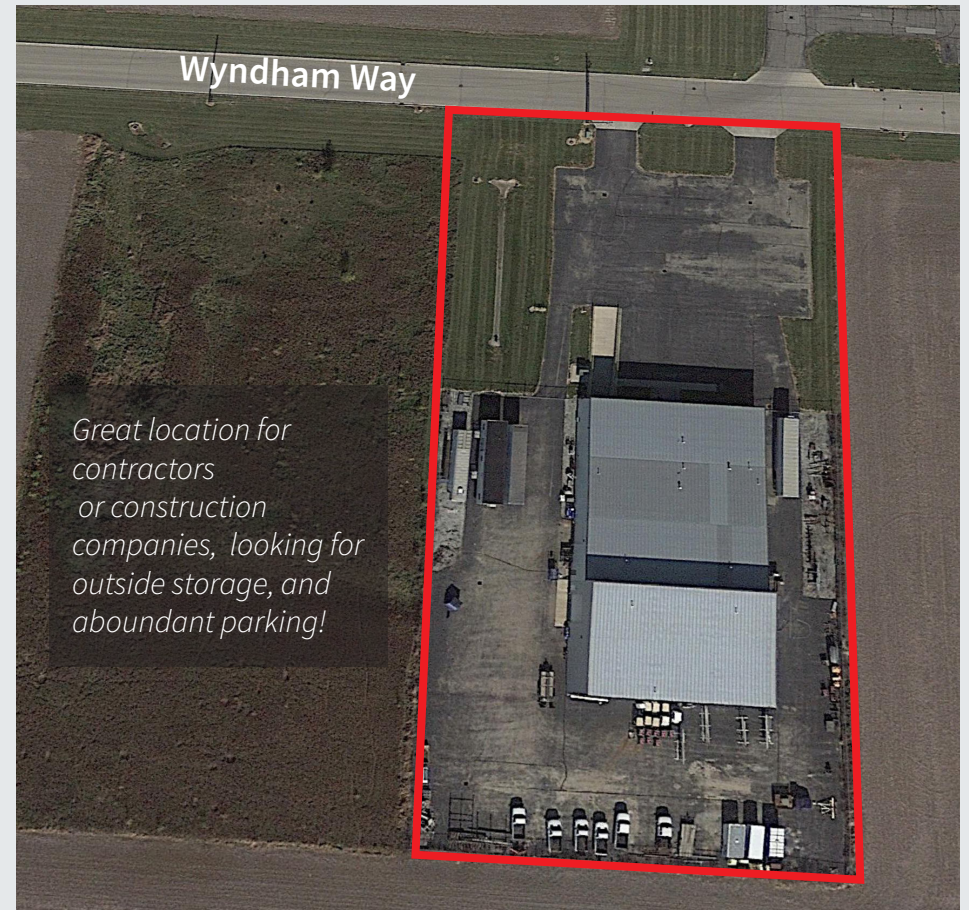 Wyndham Way
Great location for
contractors
or construction
companies,  looking for
outside storage, and
aboundant parking!